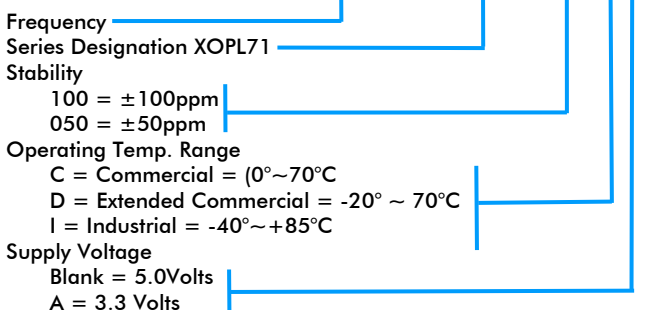 Frequency
Series Designation XOPL71
Stability
100 = ±100ppm
050 = ±50ppm
Operating Temp. Range
C = Commercial = (0°~70°C
D = Extended Commercial = -20° ~ 70°C
I = Industrial = -40°~+85°C
Supply Voltage
Blank = 5.0Volts
A = 3.3 Volts